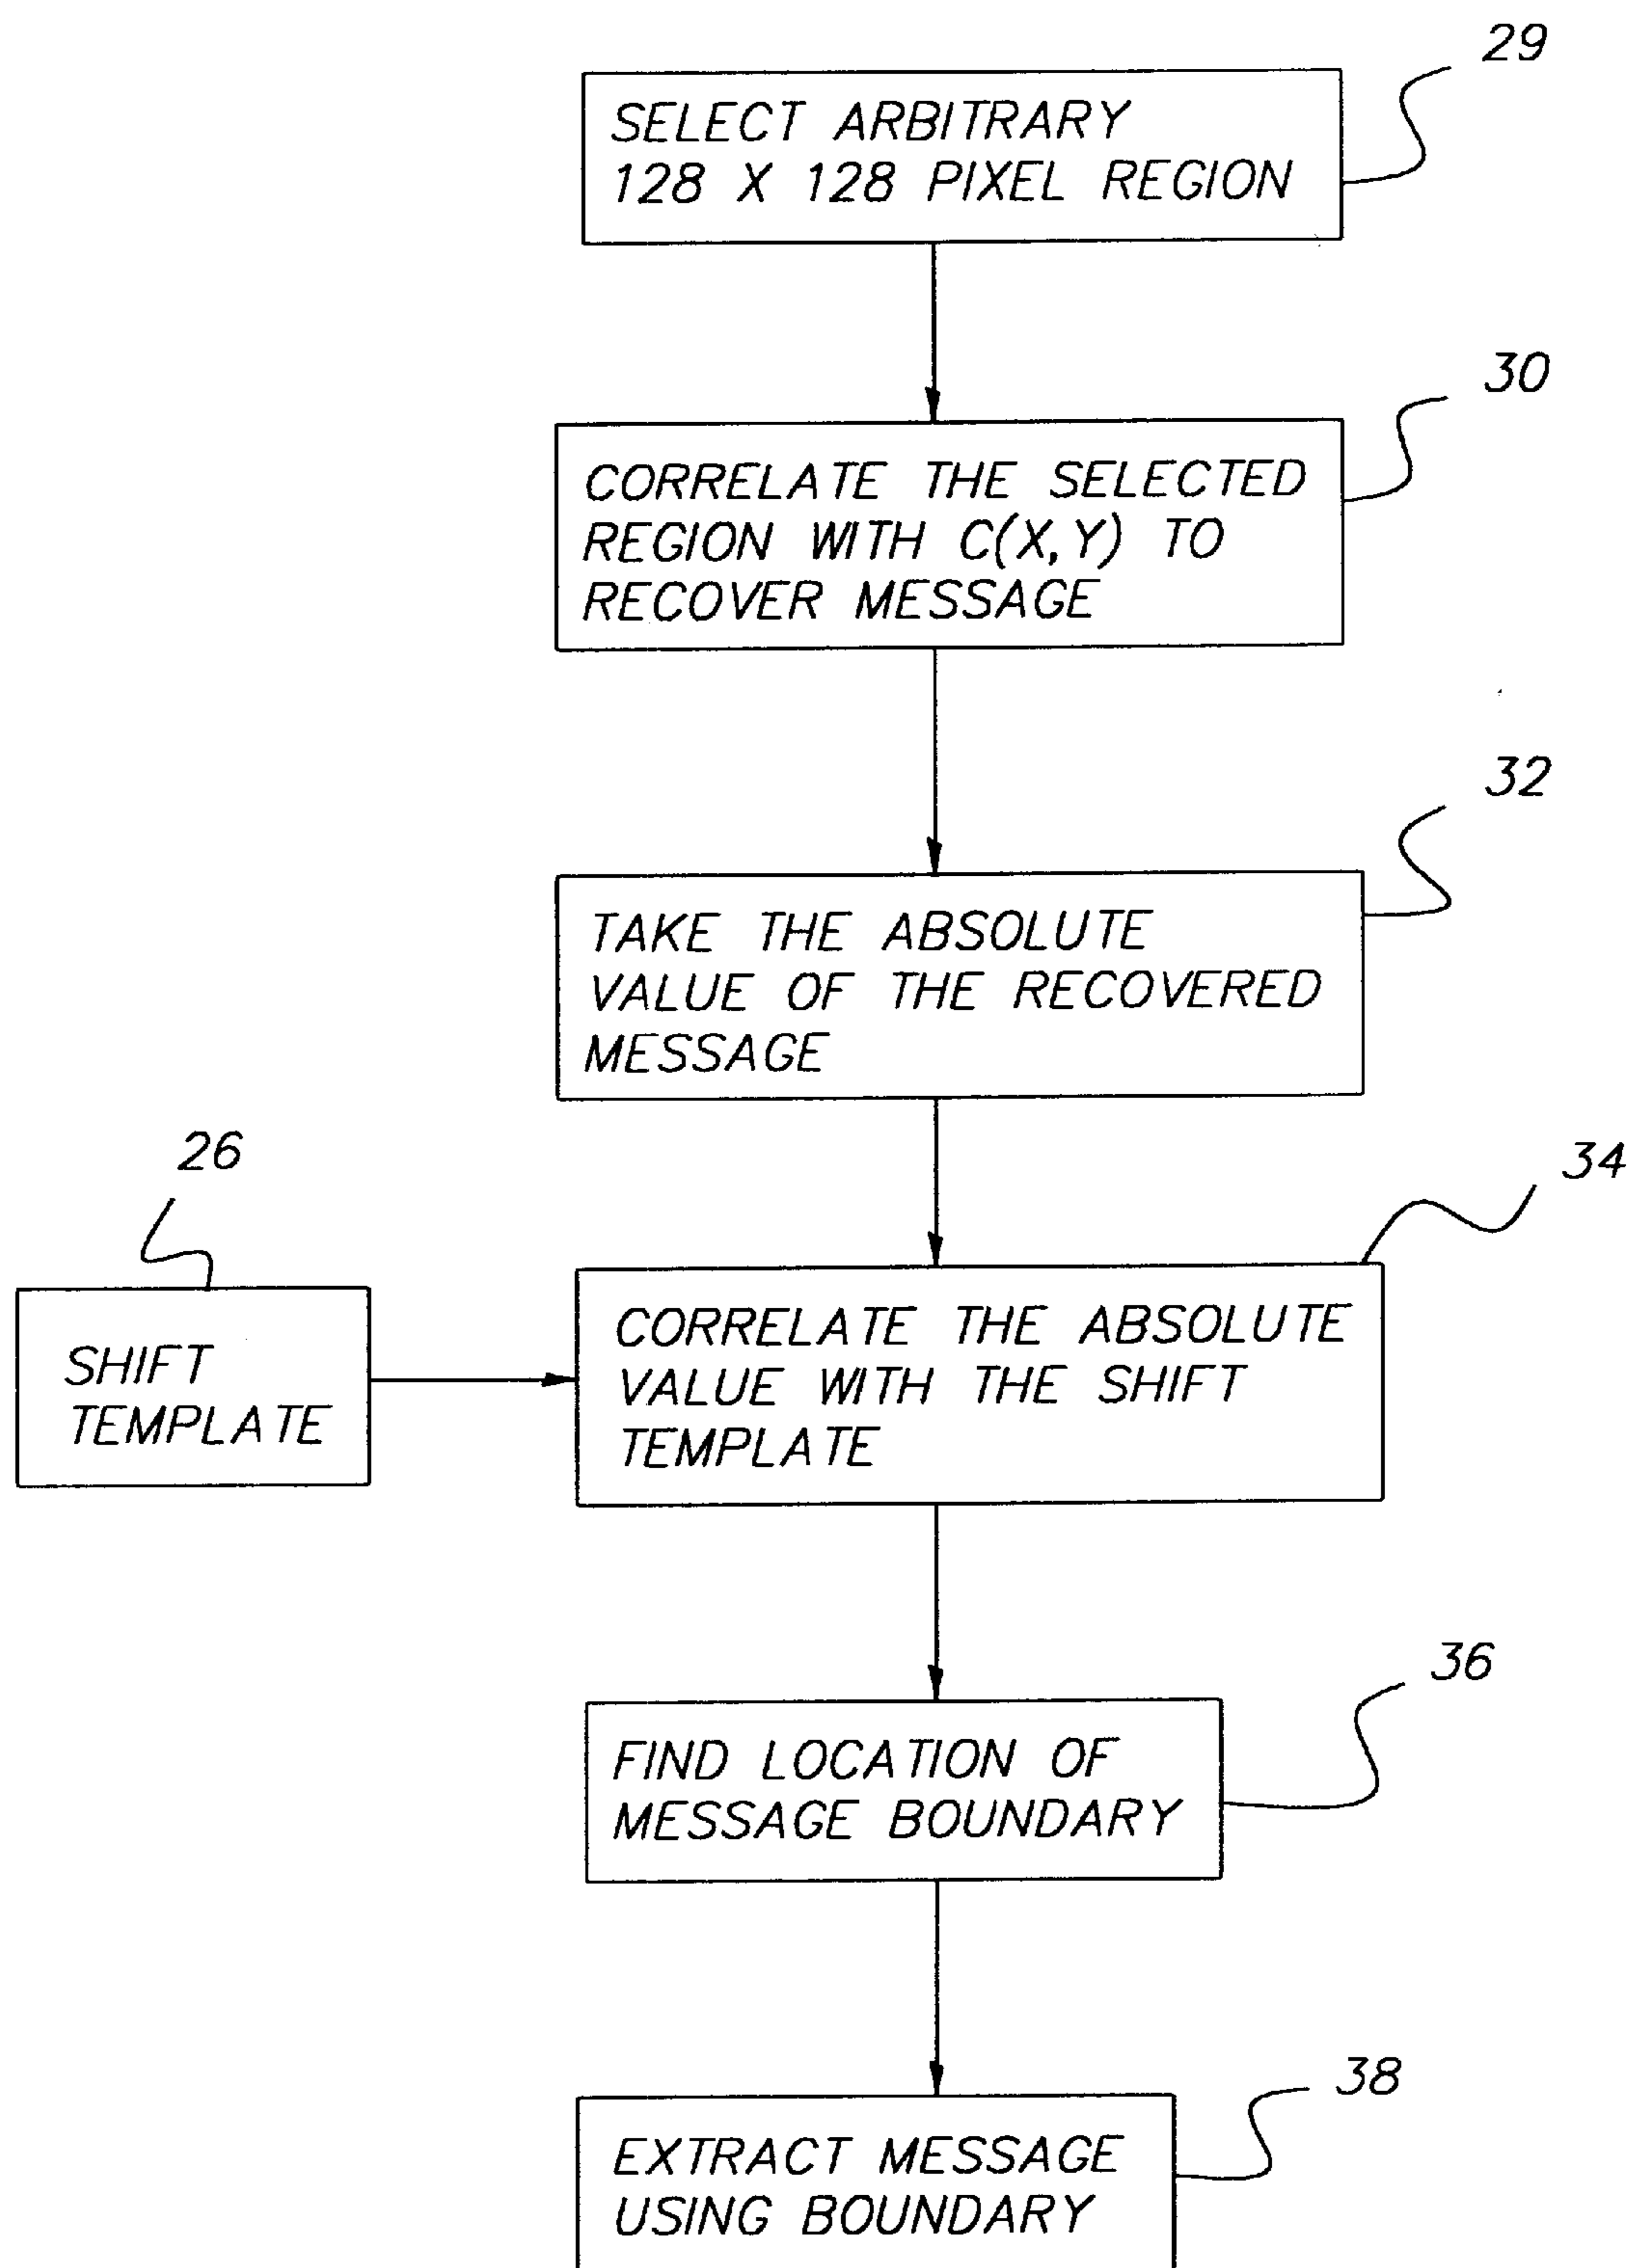 29
SELECT ARBITRARY
128 X 128 PIXEL REGION
30
CORRELATE THE SELECTED
REGION WITH C(X,Y) TO
RECOVER MESSAGE
32
TAKE THE ABSOLUTE
VALUE OF THE RECOVERED
MESSAGE
26
SHIFT
TEMPLATE
34
CORRELATE THE ABSOLUTE
VALUE WITH THE SHIFT
TEMPLATE
36
FIND LOCATION OF
MESSAGE BOUNDARY
38
EXTRACT MESSAGE
USING BOUNDARY